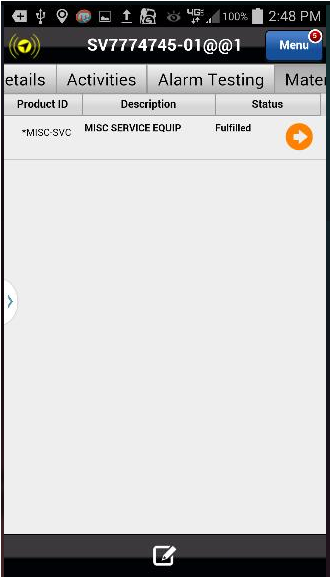 4G 100% 2:48 PM
SV7774745-01@@1 Menu 5
etails Activities Alarm Testing Mater
Product ID Description Status
*MISC-SVC MISC SERVICE EQUIP Fulfilled